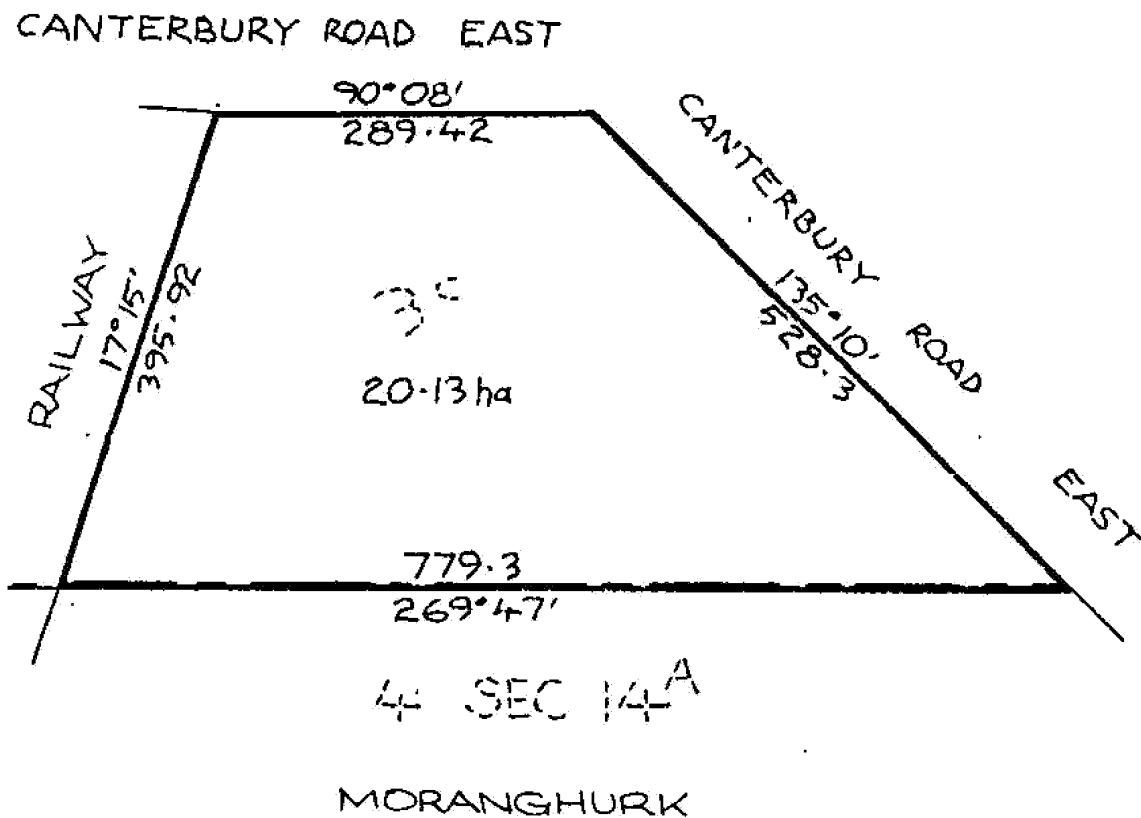 CANTERBURY ROAD EAST
90°08'
289.42
CANTERBURY ROAD EAST
135°10'
528.3
RAILWAY
17°15'
395.92
3C
20.13 ha
779.3
269°47'
4 SEC 14A
MORANGHURK